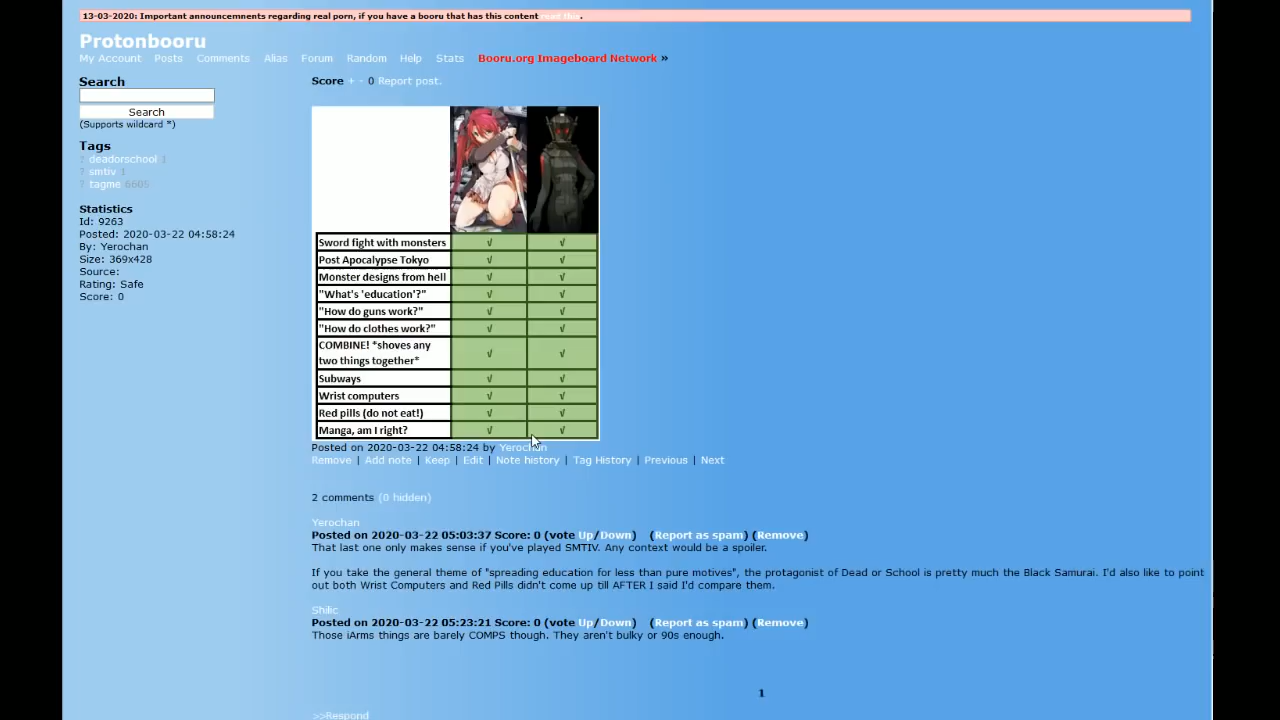 13-03-2020: Important announcemnents regarding real porn, if you have a booru that has this content read this.
Protonbooru
My Account Posts Comments Alias Forum Random Help Stats Booru.org Imageboard Network »
Search
Score + - 0 Report post.
Search
(Supports wildcard *)
Tags
? deadorschool 1
? smtiv 1
? tagme 6605
Statistics
Id: 9263
Posted: 2020-03-22 04:58:24
By: Yerochan
Size: 369x428
Source:
Rating: Safe
Score: 0
Sword fight with monsters √ √
Post Apocalypse Tokyo √ √
Monster designs from hell √ √
"What's 'education'?" √ √
"How do guns work?" √ √
"How do clothes work?" √ √
COMBINE! *shoves any
two things together* √ √
Subways √ √
Wrist computers √ √
Red pills (do not eat!) √ √
Manga, am I right? √ √
Posted on 2020-03-22 04:58:24 by Yerochan
Remove | Add note | Keep | Edit | Note history | Tag History | Previous | Next
2 comments (0 hidden)
Yerochan
Posted on 2020-03-22 05:03:37 Score: 0 (vote Up/Down) (Report as spam) (Remove)
That last one only makes sense if you've played SMTIV. Any context would be a spoiler.
If you take the general theme of "spreading education for less than pure motives", the protagonist of Dead or School is pretty much the Black Samurai. I'd also like to point
out both Wrist Computers and Red Pills didn't come up till AFTER I said I'd compare them.
Shilic
Posted on 2020-03-22 05:23:21 Score: 0 (vote Up/Down) (Report as spam) (Remove)
Those iArms things are barely COMPS though. They aren't bulky or 90s enough.
1
>>Respond